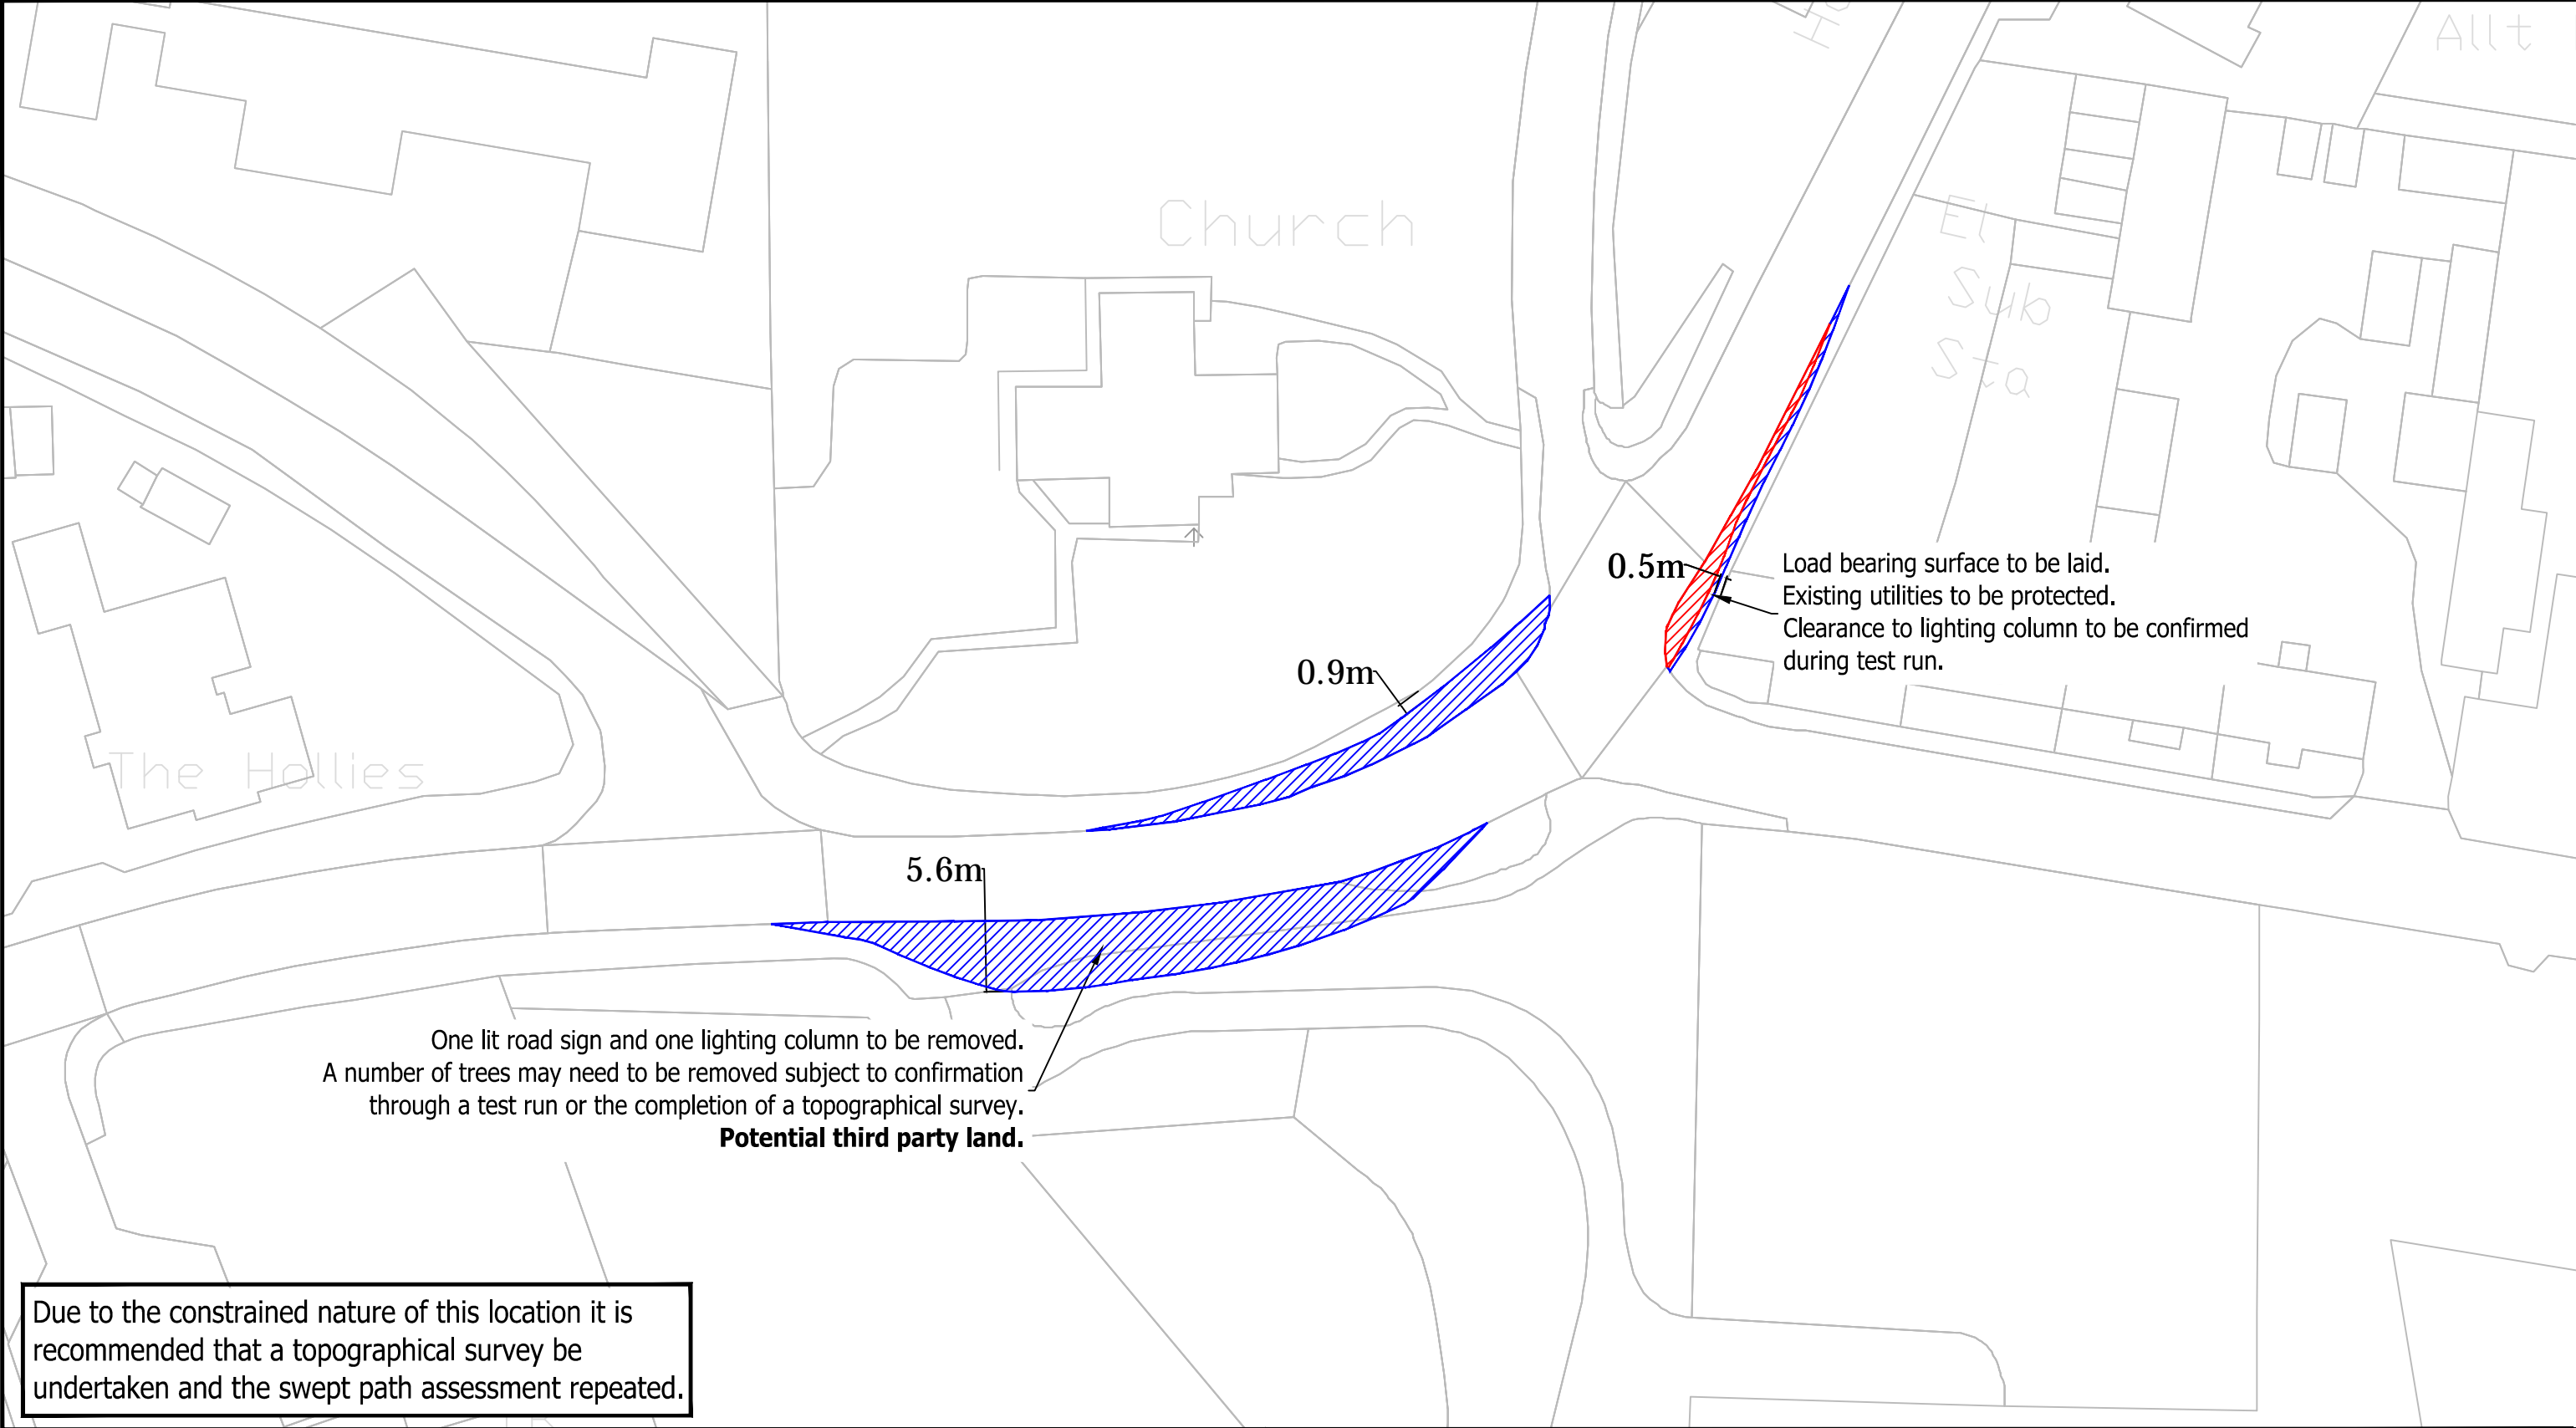 Allt
Church
El
Sub
Sta
0.5m
Load bearing surface to be laid.
Existing utilities to be protected.
Clearance to lighting column to be confirmed
during test run.
0.9m
The Hollies
5.6m
One lit road sign and one lighting column to be removed.
A number of trees may need to be removed subject to confirmation
through a test run or the completion of a topographical survey.
Potential third party land.
Due to the constrained nature of this location it is
recommended that a topographical survey be
undertaken and the swept path assessment repeated.